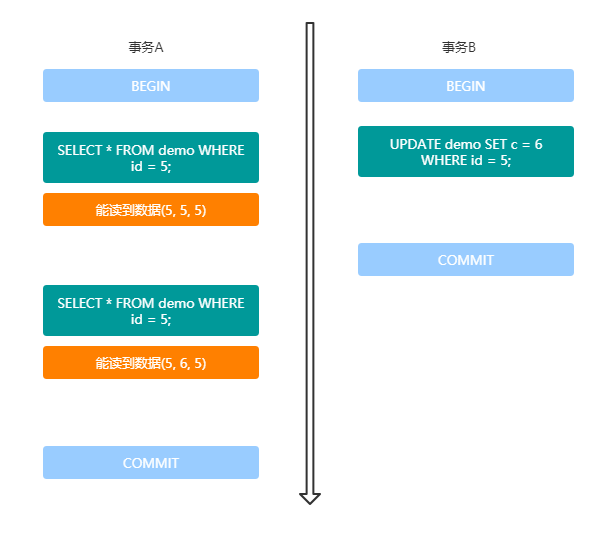 事务A
BEGIN
SELECT * FROM demo WHERE
id = 5;
能读到数据(5, 5, 5)
SELECT * FROM demo WHERE
id = 5;
能读到数据(5, 6, 5)
COMMIT
事务B
BEGIN
UPDATE demo SET c = 6
WHERE id = 5;
COMMIT